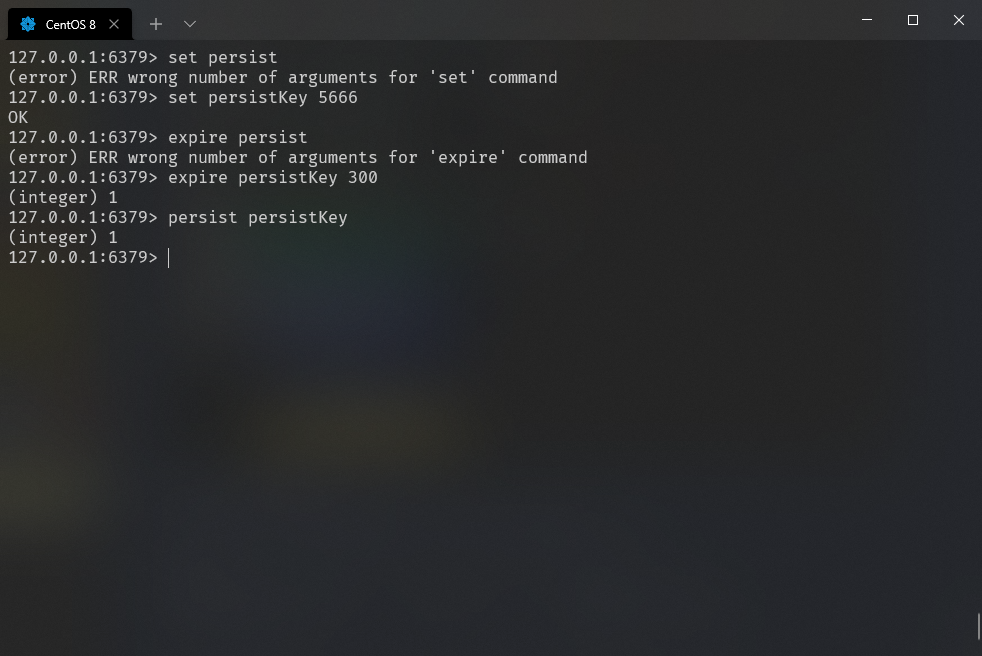 CentOS 8
127.0.0.1:6379> set persist
(error) ERR wrong number of arguments for 'set' command
127.0.0.1:6379> set persistKey 5666
OK
127.0.0.1:6379> expire persist
(error) ERR wrong number of arguments for 'expire' command
127.0.0.1:6379> expire persistKey 300
(integer) 1
127.0.0.1:6379> persist persistKey
(integer) 1
127.0.0.1:6379>